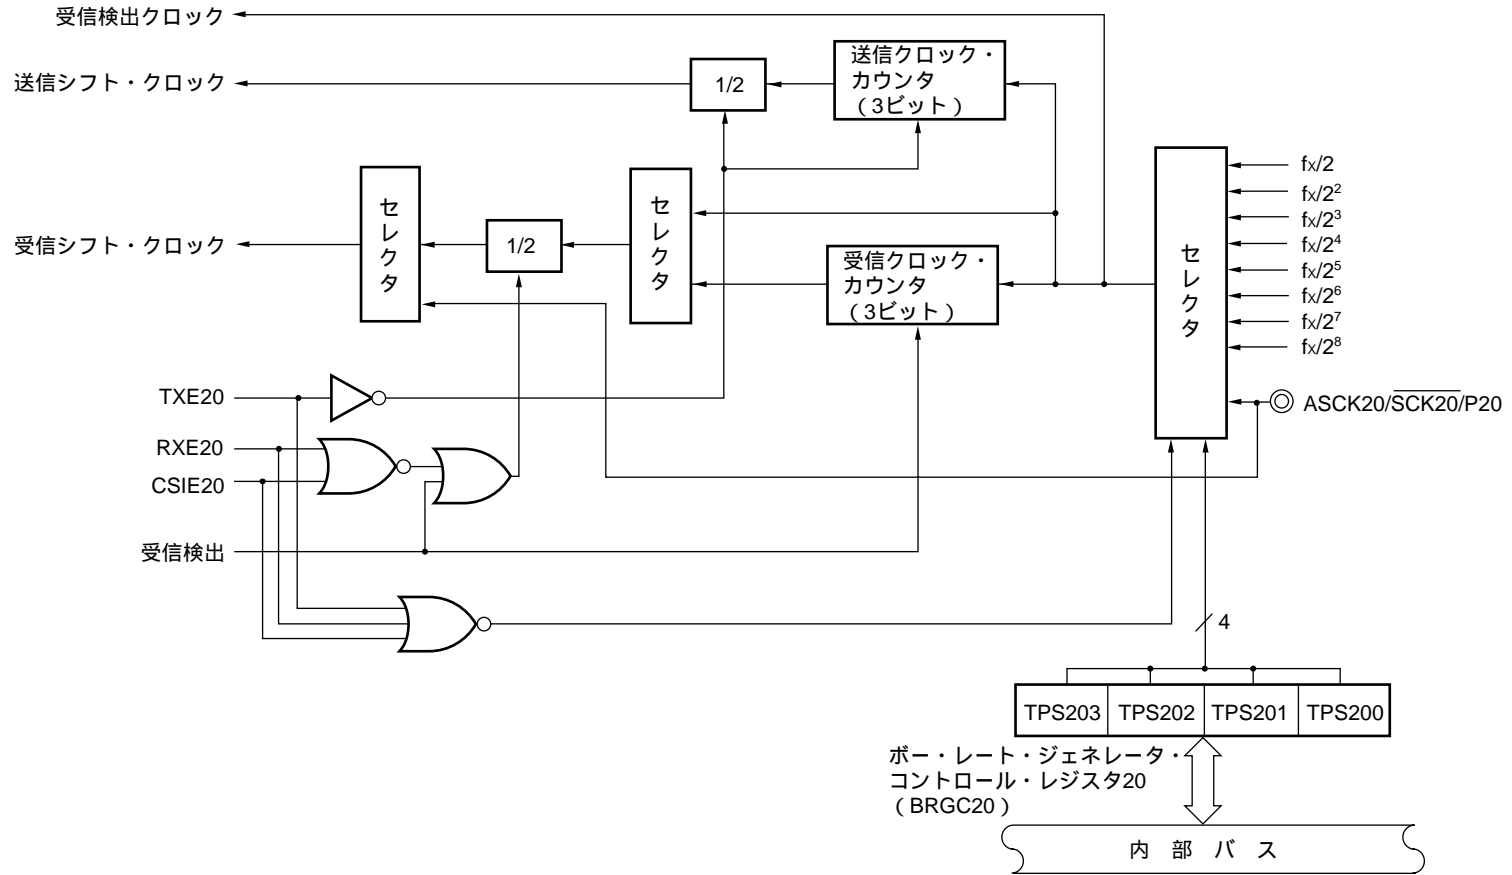 受信検出クロック
送信シフト・クロック
1/2
送信クロック・
カウンタ
（3ビット）
受信シフト・クロック
セレクタ
1/2
セレクタ
受信クロック・
カウンタ
（3ビット）
セレクタ
fX/2
fX/2²
fX/2³
fX/2⁴
fX/2⁵
fX/2⁶
fX/2⁷
fX/2⁸
ASCK20/S̅C̅K̅2̅0̅/P20
TXE20
RXE20
CSIE20
受信検出
4
TPS203 TPS202 TPS201 TPS200
ボー・レート・ジェネレータ・
コントロール・レジスタ20
（BRGC20）
内 部 バ ス